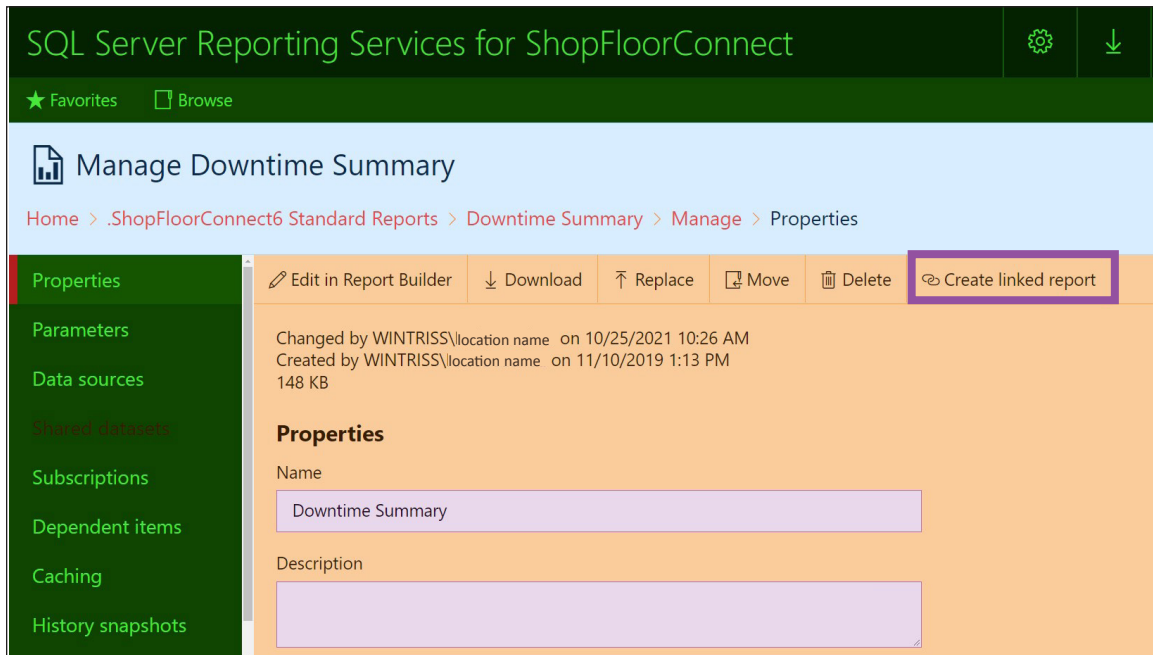 SQL Server Reporting Services for ShopFloorConnect
Favorites Browse
Manage Downtime Summary
Home > .ShopFloorConnect6 Standard Reports > Downtime Summary > Manage > Properties
Properties
Edit in Report Builder Download Replace Move Delete Create linked report
Parameters
Data sources
Shared datasets
Subscriptions
Dependent items
Caching
History snapshots
Changed by WINTRISS\location name on 10/25/2021 10:26 AM
Created by WINTRISS\location name on 11/10/2019 1:13 PM
148 KB
Properties
Name
Downtime Summary
Description